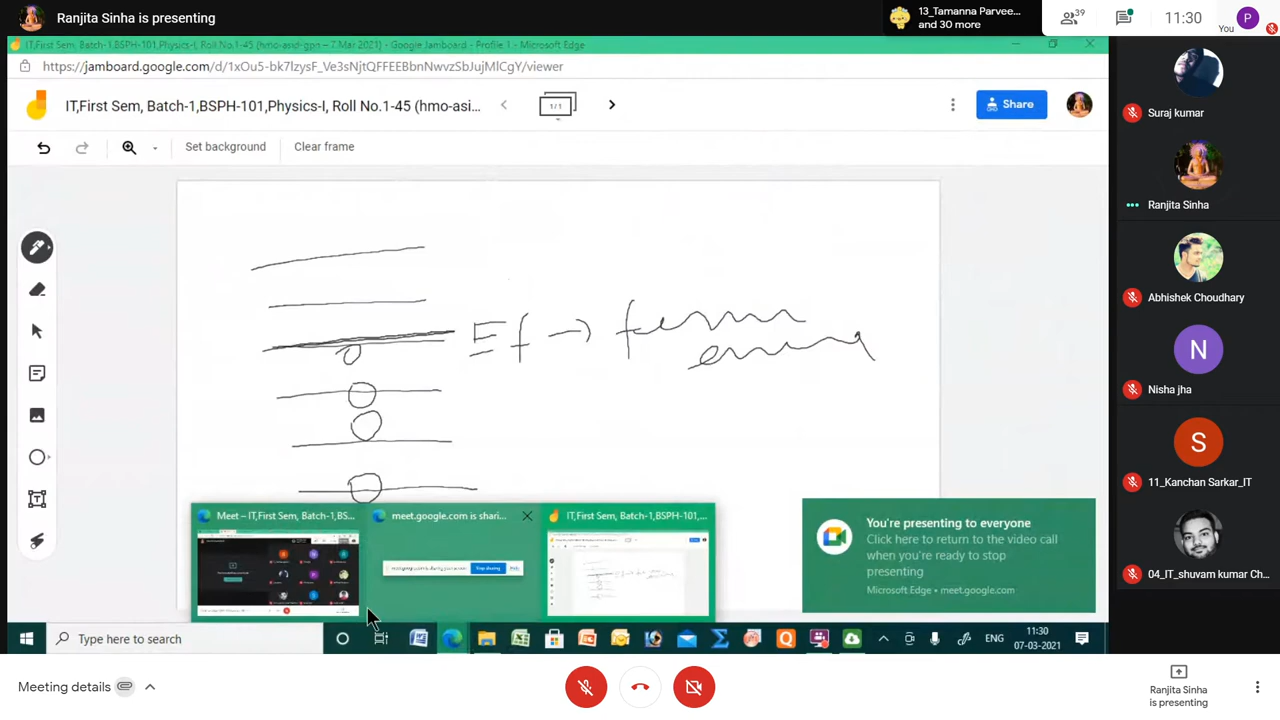 Ranjita Sinha is presenting
13_Tamanna Parvee...
and 30 more
39
11:30
You
P
IT,First Sem, Batch-1,BSPH-101,Physics-I, Roll No.1-45 (hmo-asid-gpn – 7 Mar 2021) - Google Jamboard - Profile 1 - Microsoft Edge
https://jamboard.google.com/d/1xOu5-bk7lzysF_Ve3sNjtQFFEEBbnNwvzSbJujMlCgY/viewer
IT,First Sem, Batch-1,BSPH-101,Physics-I, Roll No.1-45 (hmo-asi...
1/1
Share
Set background
Clear frame
Ef → fermi
energy
Meet – IT,First Sem, Batch-1,BS...
meet.google.com is shari...
IT,First Sem, Batch-1,BSPH-101,...
Stop sharing
Hide
You're presenting to everyone
Click here to return to the video call
when you're ready to stop
presenting
Microsoft Edge • meet.google.com
Suraj kumar
Ranjita Sinha
Abhishek Choudhary
N
Nisha jha
S
11_Kanchan Sarkar_IT
04_IT_shuvam kumar Ch...
Type here to search
ENG
11:30
07-03-2021
Meeting details
Ranjita Sinha
is presenting